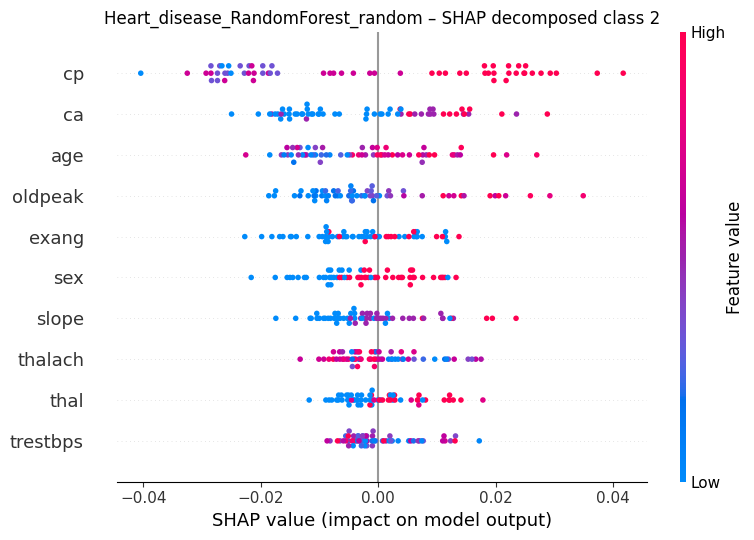 Heart_disease_RandomForest_random – SHAP decomposed class 2
High
cp
ca
age
oldpeak
exang
sex
slope
thalach
thal
trestbps
Feature value
Low
−0.04 −0.02 0.00 0.02 0.04
SHAP value (impact on model output)